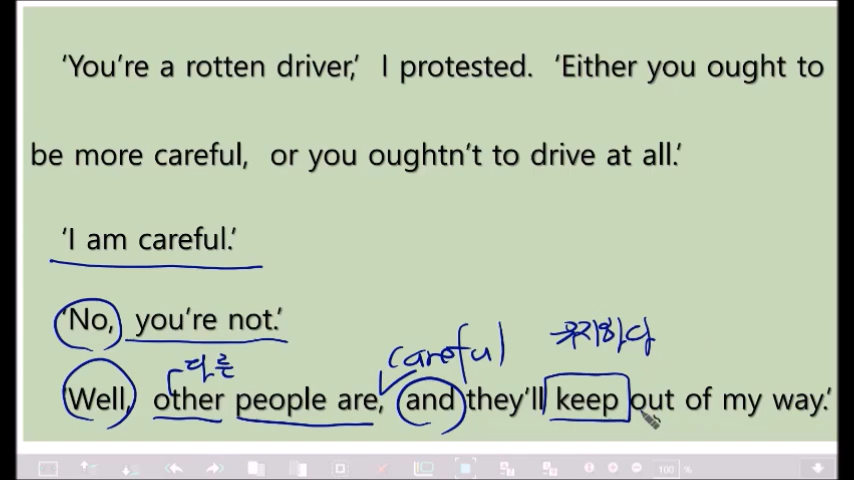 ‘You’re a rotten driver,’ I protested. ‘Either you ought to
be more careful, or you oughtn’t to drive at all.’
‘I am careful.’
‘No, you’re not.’
다른 careful 유지하다
‘Well, other people are, and they’ll keep out of my way.’
100 %